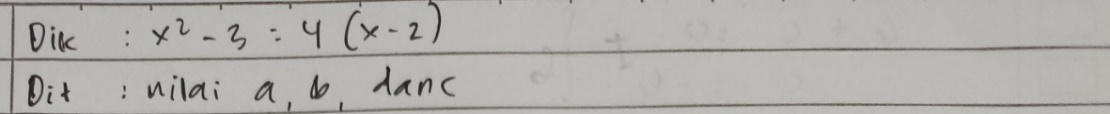 Dik : x² - 3 = 4 (x - 2)
Dit : nilai a, b, dan c